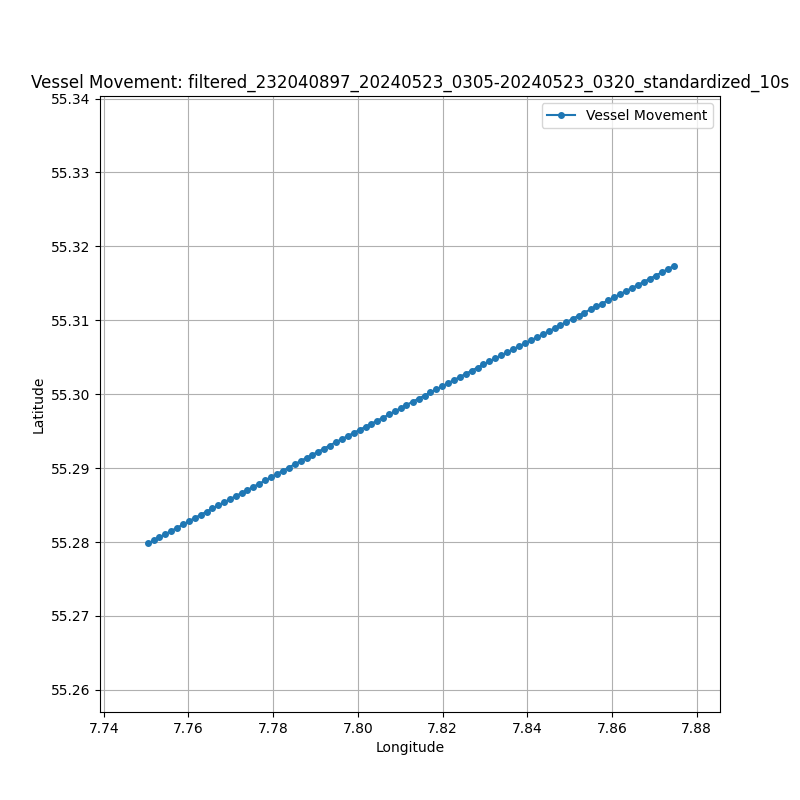 Vessel Movement: filtered_232040897_20240523_0305-20240523_0320_standardized_10s
Vessel Movement
55.34
55.33
55.32
55.31
55.30
55.29
55.28
55.27
55.26
Latitude
7.74 7.76 7.78 7.80 7.82 7.84 7.86 7.88
Longitude